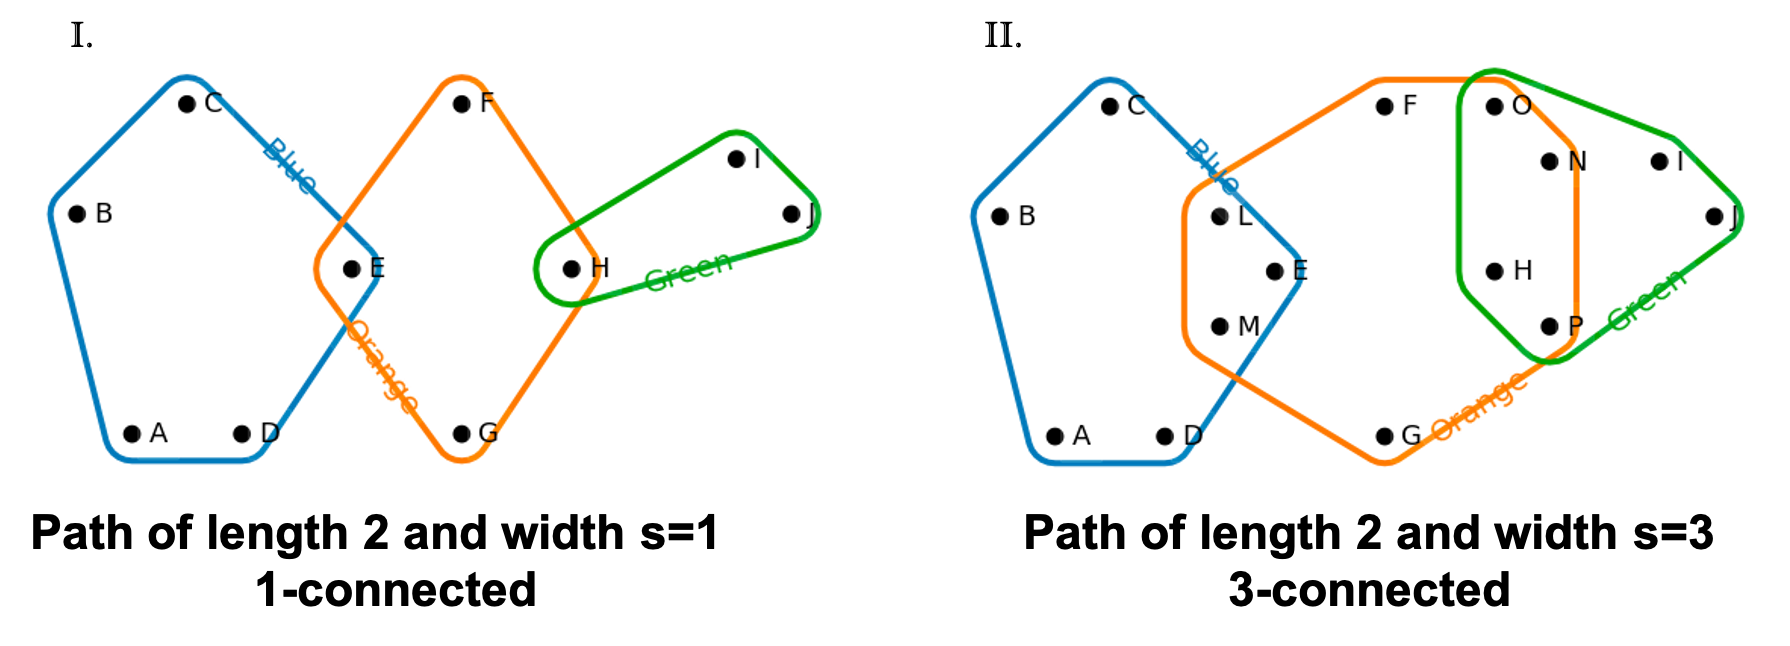 I.
C
Blue
B
E
A
D
F
Orange
G
H
I
J
Green
Path of length 2 and width s=1
1-connected
II.
C
Blue
B
L
E
M
A
D
F
O
N
H
P
G
Orange
I
J
Green
Path of length 2 and width s=3
3-connected